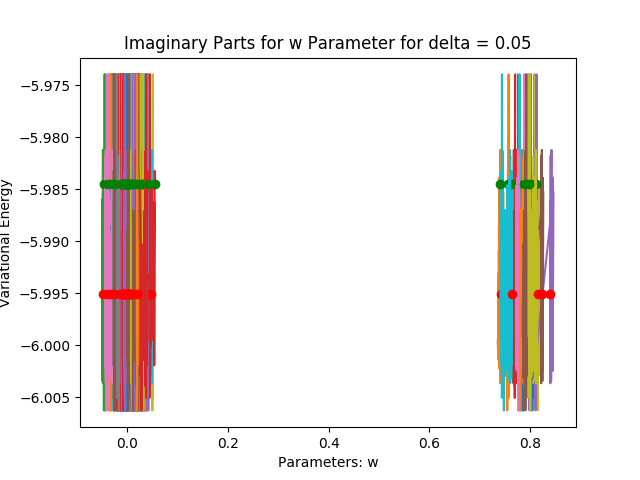 Imaginary Parts for w Parameter for delta = 0.05
−5.975
−5.980
−5.985
−5.990
−5.995
−6.000
−6.005
Variational Energy
0.0 0.2 0.4 0.6 0.8
Parameters: w